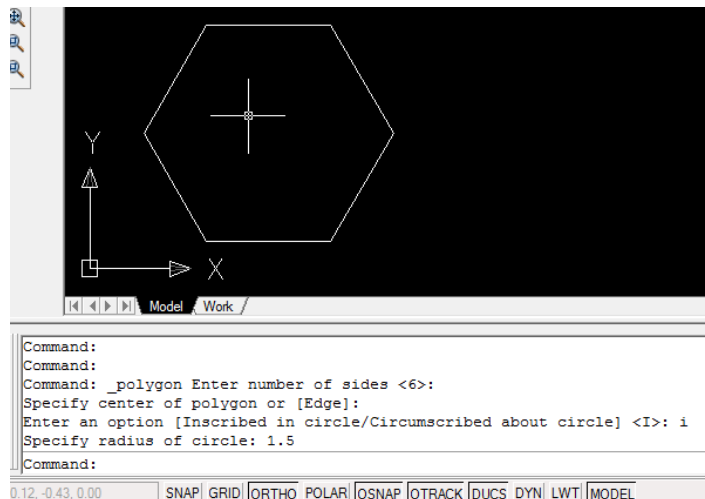 Y
X
Model Work
Command:
Command:
Command: _polygon Enter number of sides <6>:
Specify center of polygon or [Edge]:
Enter an option [Inscribed in circle/Circumscribed about circle] <I>: i
Specify radius of circle: 1.5
Command:
0.12, -0.43, 0.00 SNAP GRID ORTHO POLAR OSNAP OTRACK DUCS DYN LWT MODEL